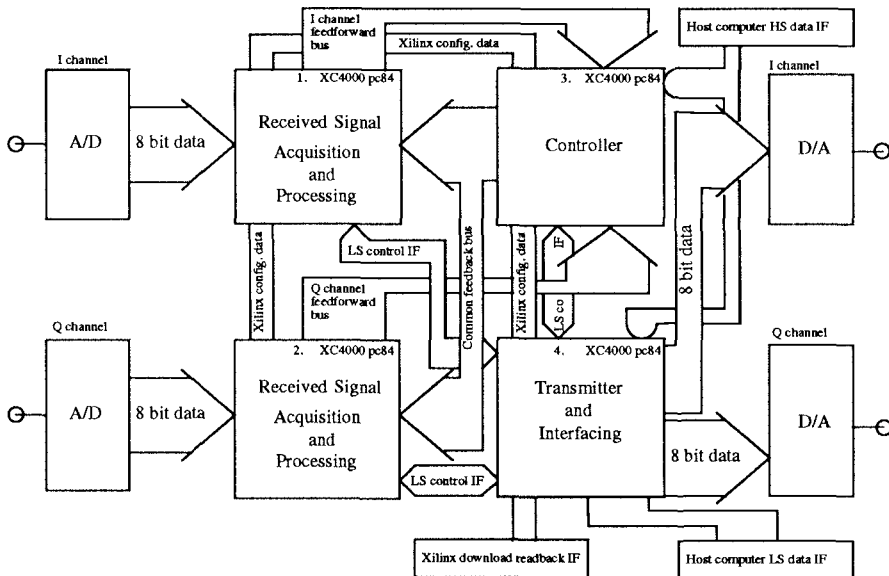 I channel
feedforward
bus
Xilinx config. data
Host computer HS data IF
I channel
I channel
1. XC4000 pc84
3. XC4000 pc84
A/D
8 bit data
Received Signal
Acquisition
and
Processing
Controller
D/A
Xilinx config. data
LS control IF
Common feedback bus
Xilinx config. data
IF
LS co
8 bit data
Q channel
feedforward
bus
Q channel
Q channel
2. XC4000 pc84
4. XC4000 pc84
A/D
8 bit data
Received Signal
Acquisition
and
Processing
Transmitter
and
Interfacing
D/A
8 bit data
LS control IF
Xilinx download readback IF
Host computer LS data IF